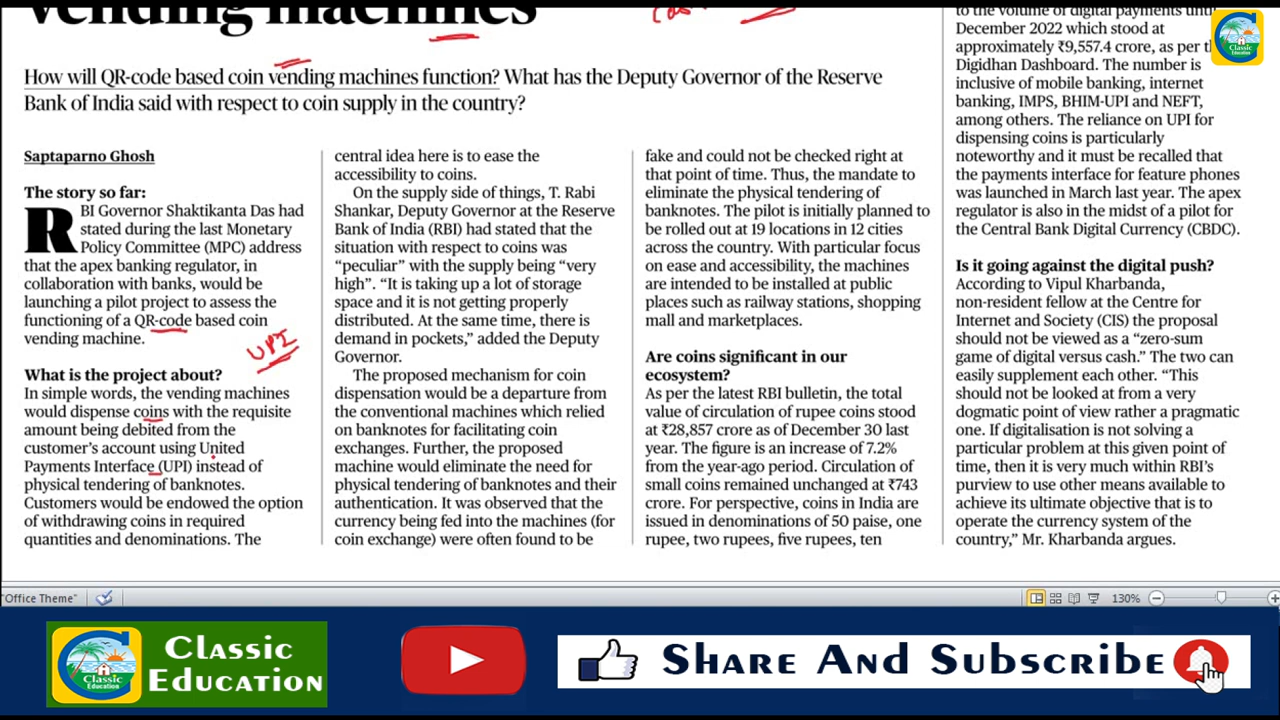 vending machines
How will QR-code based coin vending machines function? What has the Deputy Governor of the Reserve
Bank of India said with respect to coin supply in the country?
Saptaparno Ghosh
The story so far:
RBI Governor Shaktikanta Das had
stated during the last Monetary
Policy Committee (MPC) address
that the apex banking regulator, in
collaboration with banks, would be
launching a pilot project to assess the
functioning of a QR-code based coin
vending machine.
UPI
What is the project about?
In simple words, the vending machines
would dispense coins with the requisite
amount being debited from the
customer's account using United
Payments Interface (UPI) instead of
physical tendering of banknotes.
Customers would be endowed the option
of withdrawing coins in required
quantities and denominations. The
central idea here is to ease the
accessibility to coins.
On the supply side of things, T. Rabi
Shankar, Deputy Governor at the Reserve
Bank of India (RBI) had stated that the
situation with respect to coins was
“peculiar” with the supply being “very
high”. “It is taking up a lot of storage
space and it is not getting properly
distributed. At the same time, there is
demand in pockets,” added the Deputy
Governor.
The proposed mechanism for coin
dispensation would be a departure from
the conventional machines which relied
on banknotes for facilitating coin
exchanges. Further, the proposed
machine would eliminate the need for
physical tendering of banknotes and their
authentication. It was observed that the
currency being fed into the machines (for
coin exchange) were often found to be
fake and could not be checked right at
that point of time. Thus, the mandate to
eliminate the physical tendering of
banknotes. The pilot is initially planned to
be rolled out at 19 locations in 12 cities
across the country. With particular focus
on ease and accessibility, the machines
are intended to be installed at public
places such as railway stations, shopping
mall and marketplaces.
Are coins significant in our
ecosystem?
As per the latest RBI bulletin, the total
value of circulation of rupee coins stood
at ₹28,857 crore as of December 30 last
year. The figure is an increase of 7.2%
from the year-ago period. Circulation of
small coins remained unchanged at ₹743
crore. For perspective, coins in India are
issued in denominations of 50 paise, one
rupee, two rupees, five rupees, ten
to the volume of digital payments until
December 2022 which stood at
approximately ₹9,557.4 crore, as per
Digidhan Dashboard. The number is
inclusive of mobile banking, internet
banking, IMPS, BHIM-UPI and NEFT,
among others. The reliance on UPI for
dispensing coins is particularly
noteworthy and it must be recalled that
the payments interface for feature phones
was launched in March last year. The apex
regulator is also in the midst of a pilot for
the Central Bank Digital Currency (CBDC).
Is it going against the digital push?
According to Vipul Kharbanda,
non-resident fellow at the Centre for
Internet and Society (CIS) the proposal
should not be viewed as a “zero-sum
game of digital versus cash.” The two can
easily supplement each other. “This
should not be looked at from a very
dogmatic point of view rather a pragmatic
one. If digitalisation is not solving a
particular problem at this given point of
time, then it is very much within RBI's
purview to use other means available to
achieve its ultimate objective that is to
operate the currency system of the
country,” Mr. Kharbanda argues.
Classic
Education
"Office Theme"
130%
Classic
Education
Classic
Education
Share And Subscribe